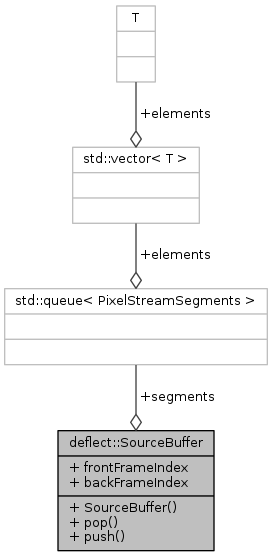 T
+elements
std::vector< T >
+elements
std::queue< PixelStreamSegments >
+segments
deflect::SourceBuffer
+ frontFrameIndex
+ backFrameIndex
+ SourceBuffer()
+ pop()
+ push()